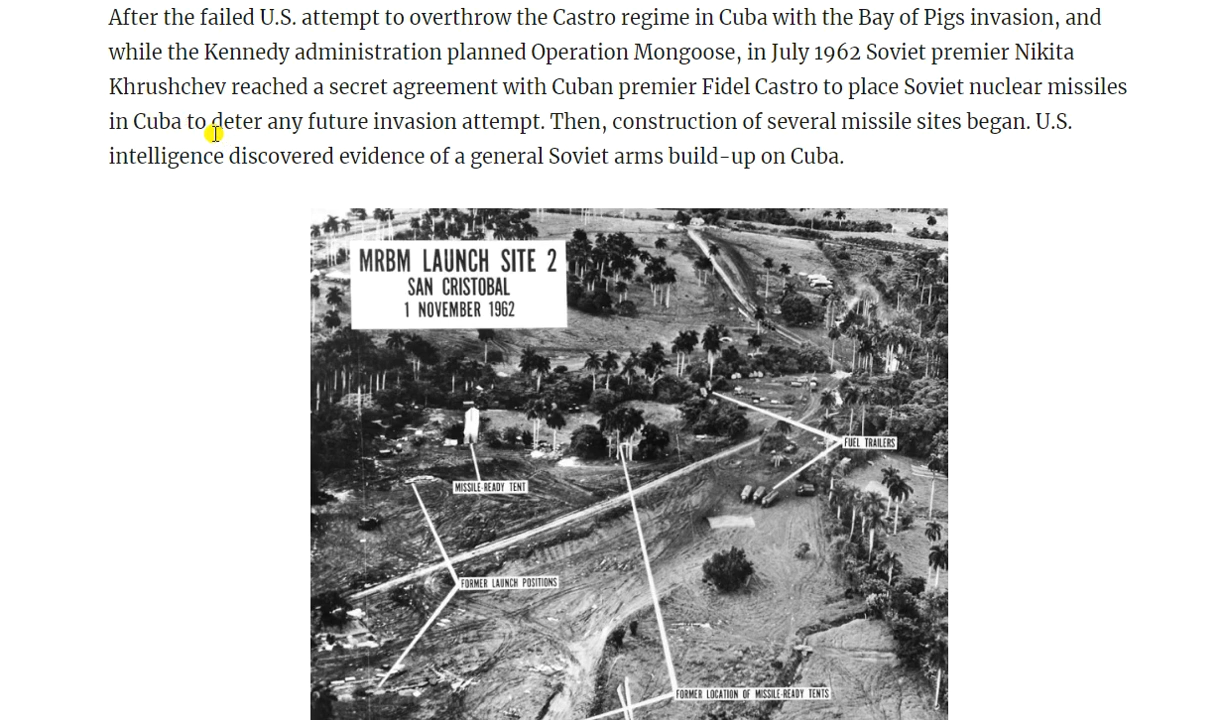 After the failed U.S. attempt to overthrow the Castro regime in Cuba with the Bay of Pigs invasion, and
while the Kennedy administration planned Operation Mongoose, in July 1962 Soviet premier Nikita
Khrushchev reached a secret agreement with Cuban premier Fidel Castro to place Soviet nuclear missiles
in Cuba to deter any future invasion attempt. Then, construction of several missile sites began. U.S.
intelligence discovered evidence of a general Soviet arms build-up on Cuba.
MRBM LAUNCH SITE 2
SAN CRISTOBAL
1 NOVEMBER 1962
FUEL TRAILERS
MISSILE-READY TENT
FORMER LAUNCH POSITIONS
FORMER LOCATION OF MISSILE-READY TENTS